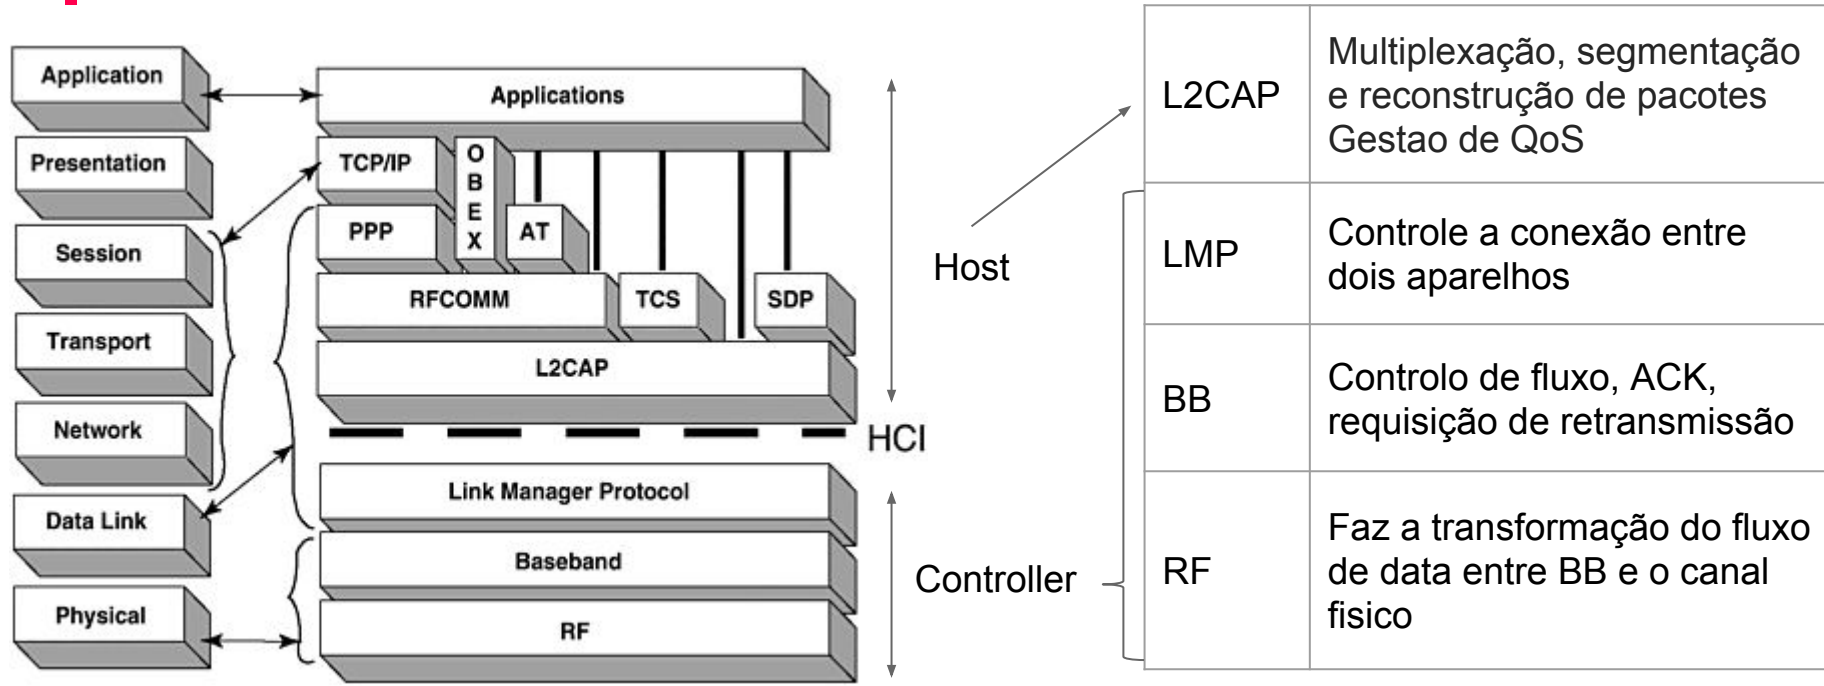 Application
Presentation
Session
Transport
Network
Data Link
Physical
Applications
TCP/IP
OBEX
PPP
AT
RFCOMM
TCS
SDP
L2CAP
HCI
Link Manager Protocol
Baseband
RF
Host
Controller
L2CAP
Multiplexação, segmentação
e reconstrução de pacotes
Gestao de QoS
LMP
Controle a conexão entre
dois aparelhos
BB
Controlo de fluxo, ACK,
requisição de retransmissão
RF
Faz a transformação do fluxo
de data entre BB e o canal
fisico